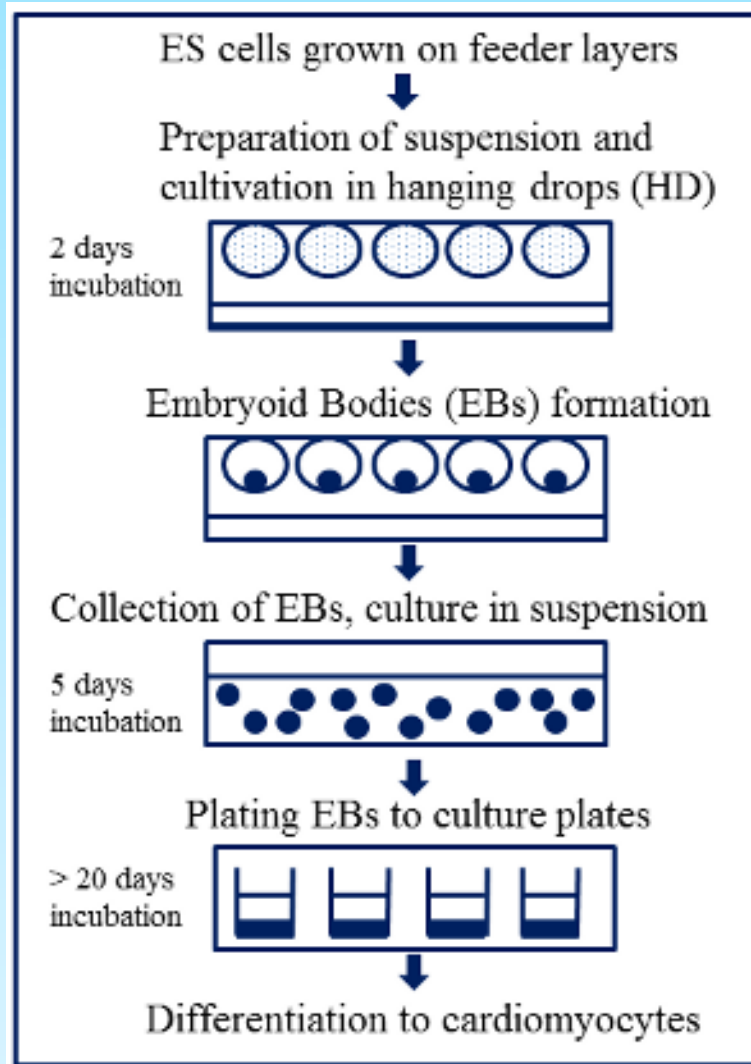 ES cells grown on feeder layers
Preparation of suspension and
cultivation in hanging drops (HD)
2 days
incubation
Embryoid Bodies (EBs) formation
Collection of EBs, culture in suspension
5 days
incubation
Plating EBs to culture plates
> 20 days
incubation
Differentiation to cardiomyocytes